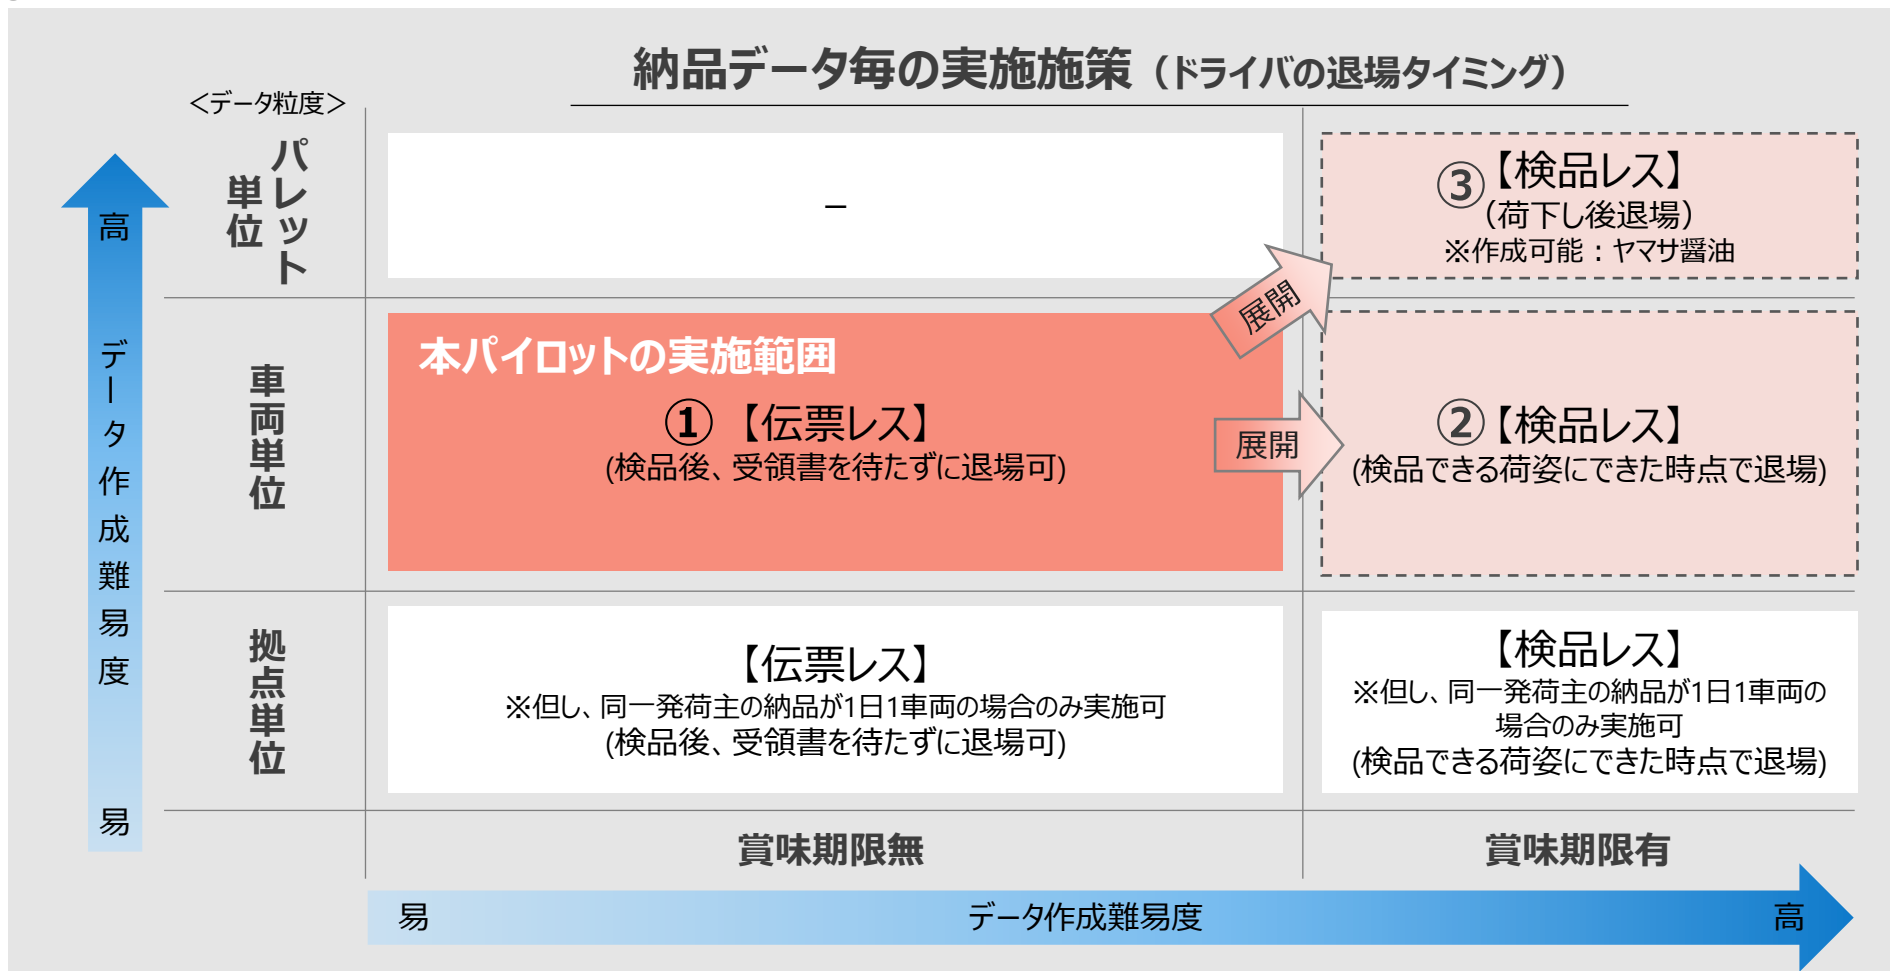 納品データ毎の実施施策（ドライバの退場タイミング）
＜データ粒度＞
パレット
単位
－
③【検品レス】
（荷下し後退場）
※作成可能：ヤマサ醤油
展開
車両単位
本パイロットの実施範囲
①【伝票レス】
(検品後、受領書を待たずに退場可)
展開
②【検品レス】
(検品できる荷姿にできた時点で退場)
拠点単位
【伝票レス】
※但し、同一発荷主の納品が1日1車両の場合のみ実施可
(検品後、受領書を待たずに退場可)
【検品レス】
※但し、同一発荷主の納品が1日1車両の
場合のみ実施可
(検品できる荷姿にできた時点で退場)
賞味期限無
賞味期限有
高
データ作成難易度
易
易
データ作成難易度
高